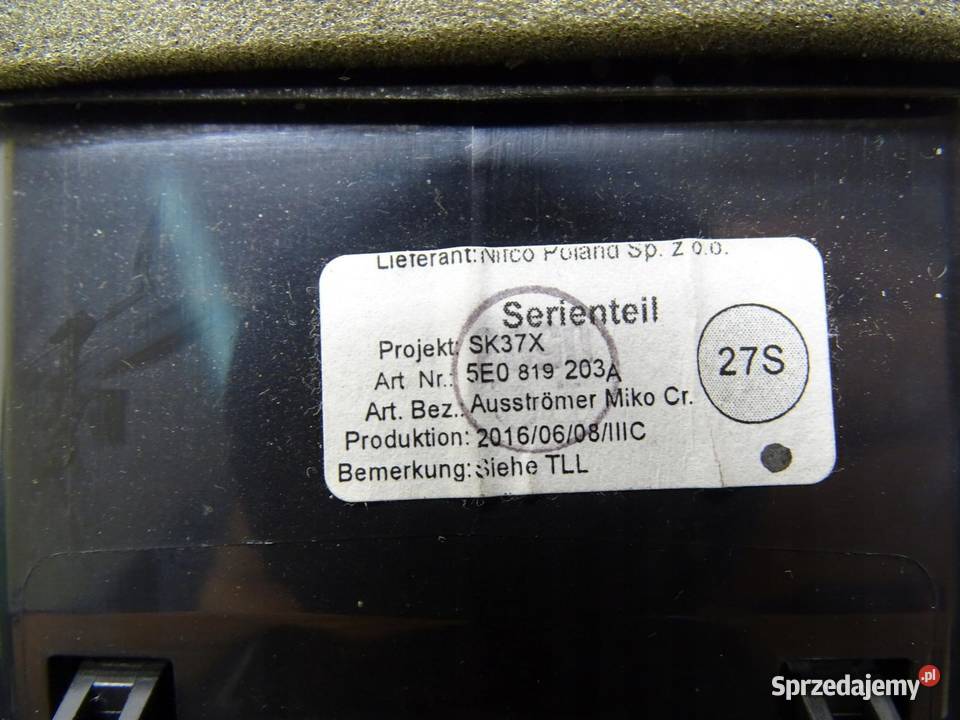 Lieferant: Nifco Poland Sp. z o.o.
Serienteil
Projekt: SK37X
Art Nr.: 5E0 819 203A
Art. Bez.: Ausströmer Miko Cr.
Produktion: 2016/06/08/IIIC
Bemerkung: Siehe TLL
27S
Sprzedajemy.pl